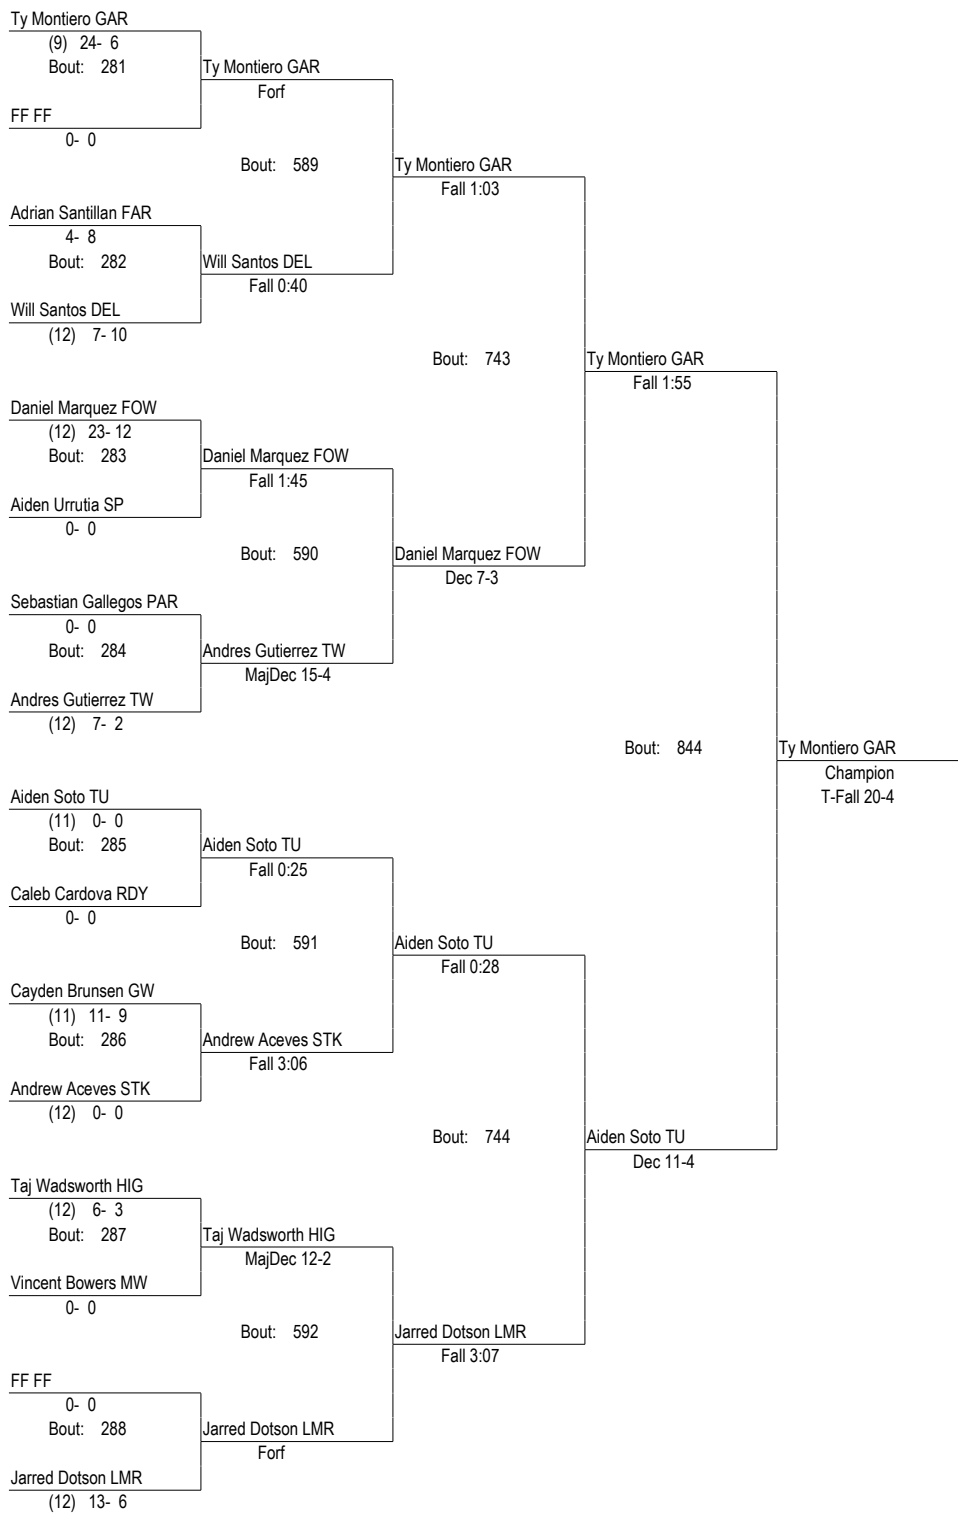 Ty Montiero GAR
(9) 24- 6
Bout: 281
Ty Montiero GAR
Forf
FF FF
0- 0
Bout: 589
Ty Montiero GAR
Fall 1:03
Adrian Santillan FAR
4- 8
Bout: 282
Will Santos DEL
Fall 0:40
Will Santos DEL
(12) 7- 10
Bout: 743
Ty Montiero GAR
Fall 1:55
Daniel Marquez FOW
(12) 23- 12
Bout: 283
Daniel Marquez FOW
Fall 1:45
Aiden Urrutia SP
0- 0
Bout: 590
Daniel Marquez FOW
Dec 7-3
Sebastian Gallegos PAR
0- 0
Bout: 284
Andres Gutierrez TW
MajDec 15-4
Andres Gutierrez TW
(12) 7- 2
Bout: 844
Ty Montiero GAR
Champion
T-Fall 20-4
Aiden Soto TU
(11) 0- 0
Bout: 285
Aiden Soto TU
Fall 0:25
Caleb Cardova RDY
0- 0
Bout: 591
Aiden Soto TU
Fall 0:28
Cayden Brunsen GW
(11) 11- 9
Bout: 286
Andrew Aceves STK
Fall 3:06
Andrew Aceves STK
(12) 0- 0
Bout: 744
Aiden Soto TU
Dec 11-4
Taj Wadsworth HIG
(12) 6- 3
Bout: 287
Taj Wadsworth HIG
MajDec 12-2
Vincent Bowers MW
0- 0
Bout: 592
Jarred Dotson LMR
Fall 3:07
FF FF
0- 0
Bout: 288
Jarred Dotson LMR
Forf
Jarred Dotson LMR
(12) 13- 6